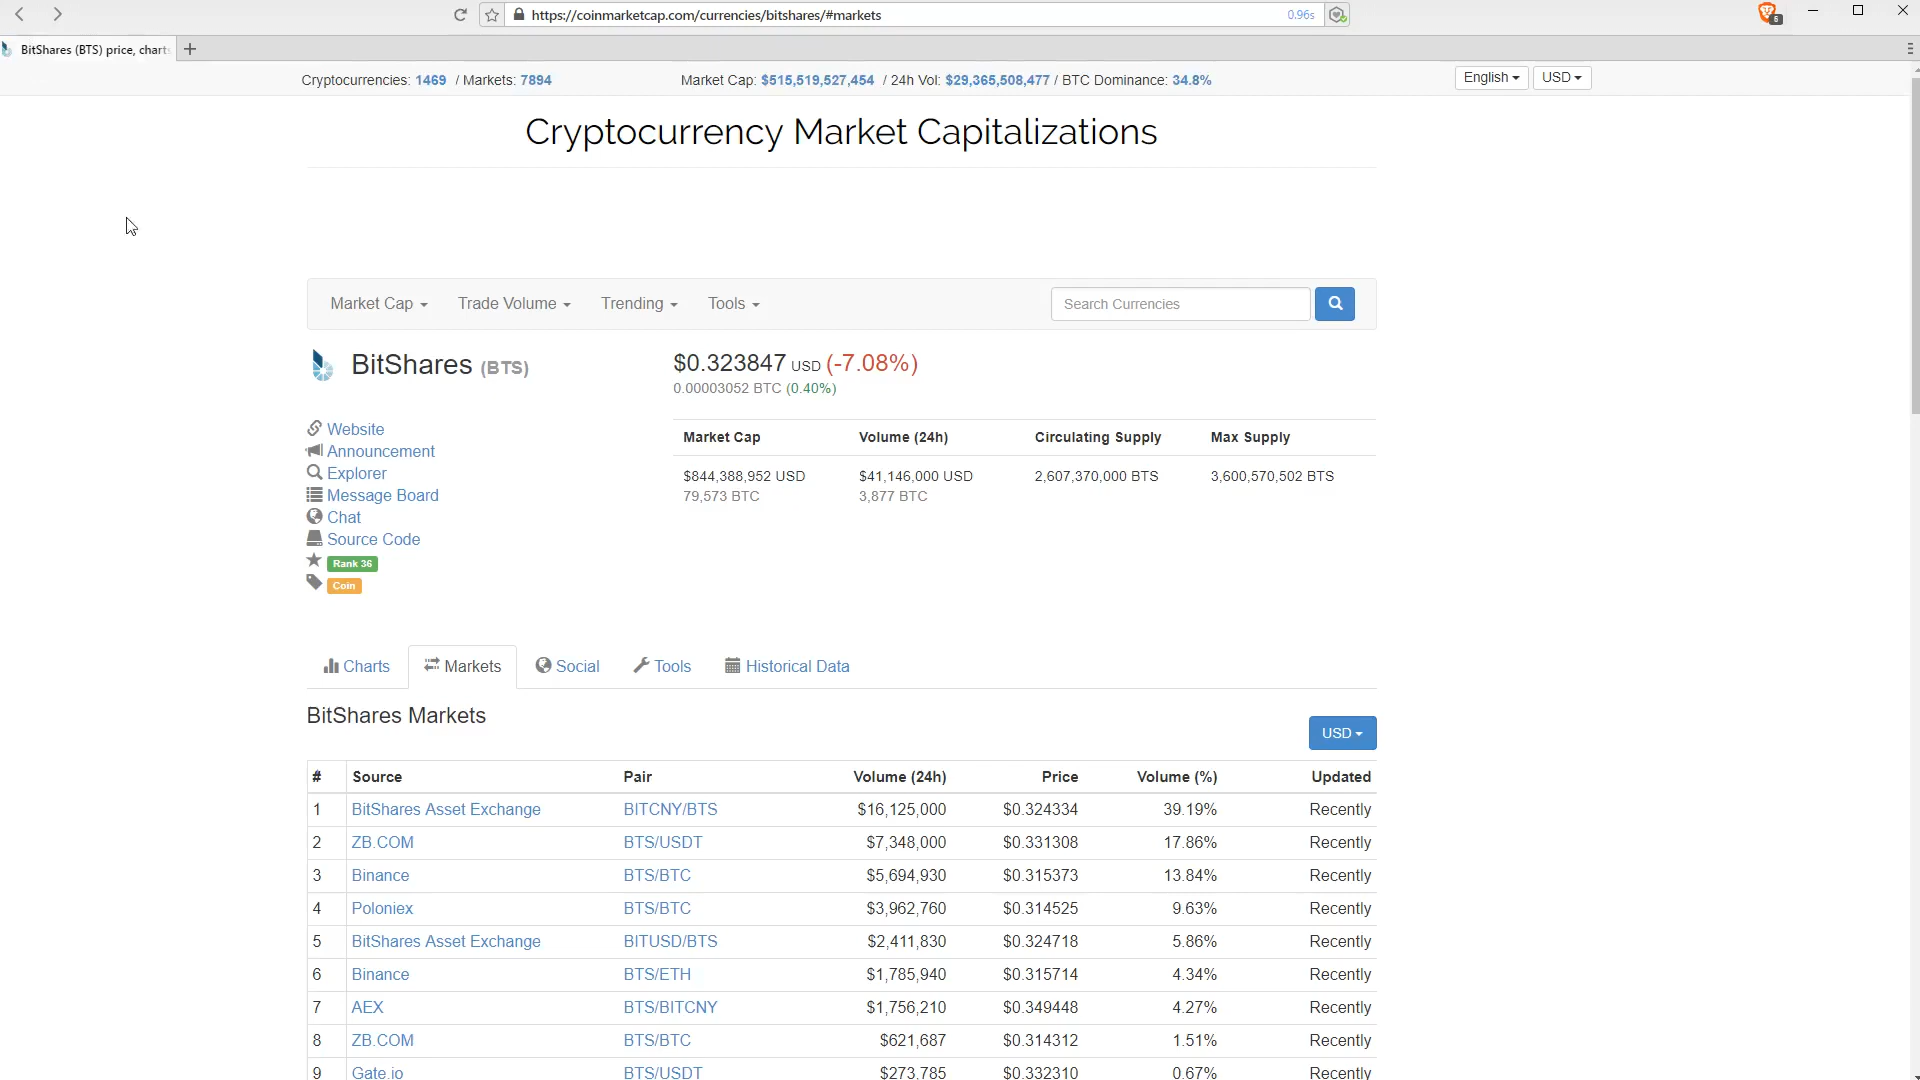 https://coinmarketcap.com/currencies/bitshares/#markets 0.96s 6
BitShares (BTS) price, charts
Cryptocurrencies: 1469 / Markets: 7894 Market Cap: $515,519,527,454 / 24h Vol: $29,365,508,477 / BTC Dominance: 34.8% English USD
Cryptocurrency Market Capitalizations
Market Cap Trade Volume Trending Tools Search Currencies
BitShares (BTS) $0.323847 USD (-7.08%)
0.00003052 BTC (0.40%)
Website
Announcement
Explorer
Message Board
Chat
Source Code
Rank 36
Coin
Market Cap Volume (24h) Circulating Supply Max Supply
$844,388,952 USD $41,146,000 USD 2,607,370,000 BTS 3,600,570,502 BTS
79,573 BTC 3,877 BTC
Charts Markets Social Tools Historical Data
BitShares Markets
USD
# Source Pair Volume (24h) Price Volume (%) Updated
1 BitShares Asset Exchange BITCNY/BTS $16,125,000 $0.324334 39.19% Recently
2 ZB.COM BTS/USDT $7,348,000 $0.331308 17.86% Recently
3 Binance BTS/BTC $5,694,930 $0.315373 13.84% Recently
4 Poloniex BTS/BTC $3,962,760 $0.314525 9.63% Recently
5 BitShares Asset Exchange BITUSD/BTS $2,411,830 $0.324718 5.86% Recently
6 Binance BTS/ETH $1,785,940 $0.315714 4.34% Recently
7 AEX BTS/BITCNY $1,756,210 $0.349448 4.27% Recently
8 ZB.COM BTS/BTC $621,687 $0.314312 1.51% Recently
9 Gate.io BTS/USDT $273,785 $0.332310 0.67% Recently